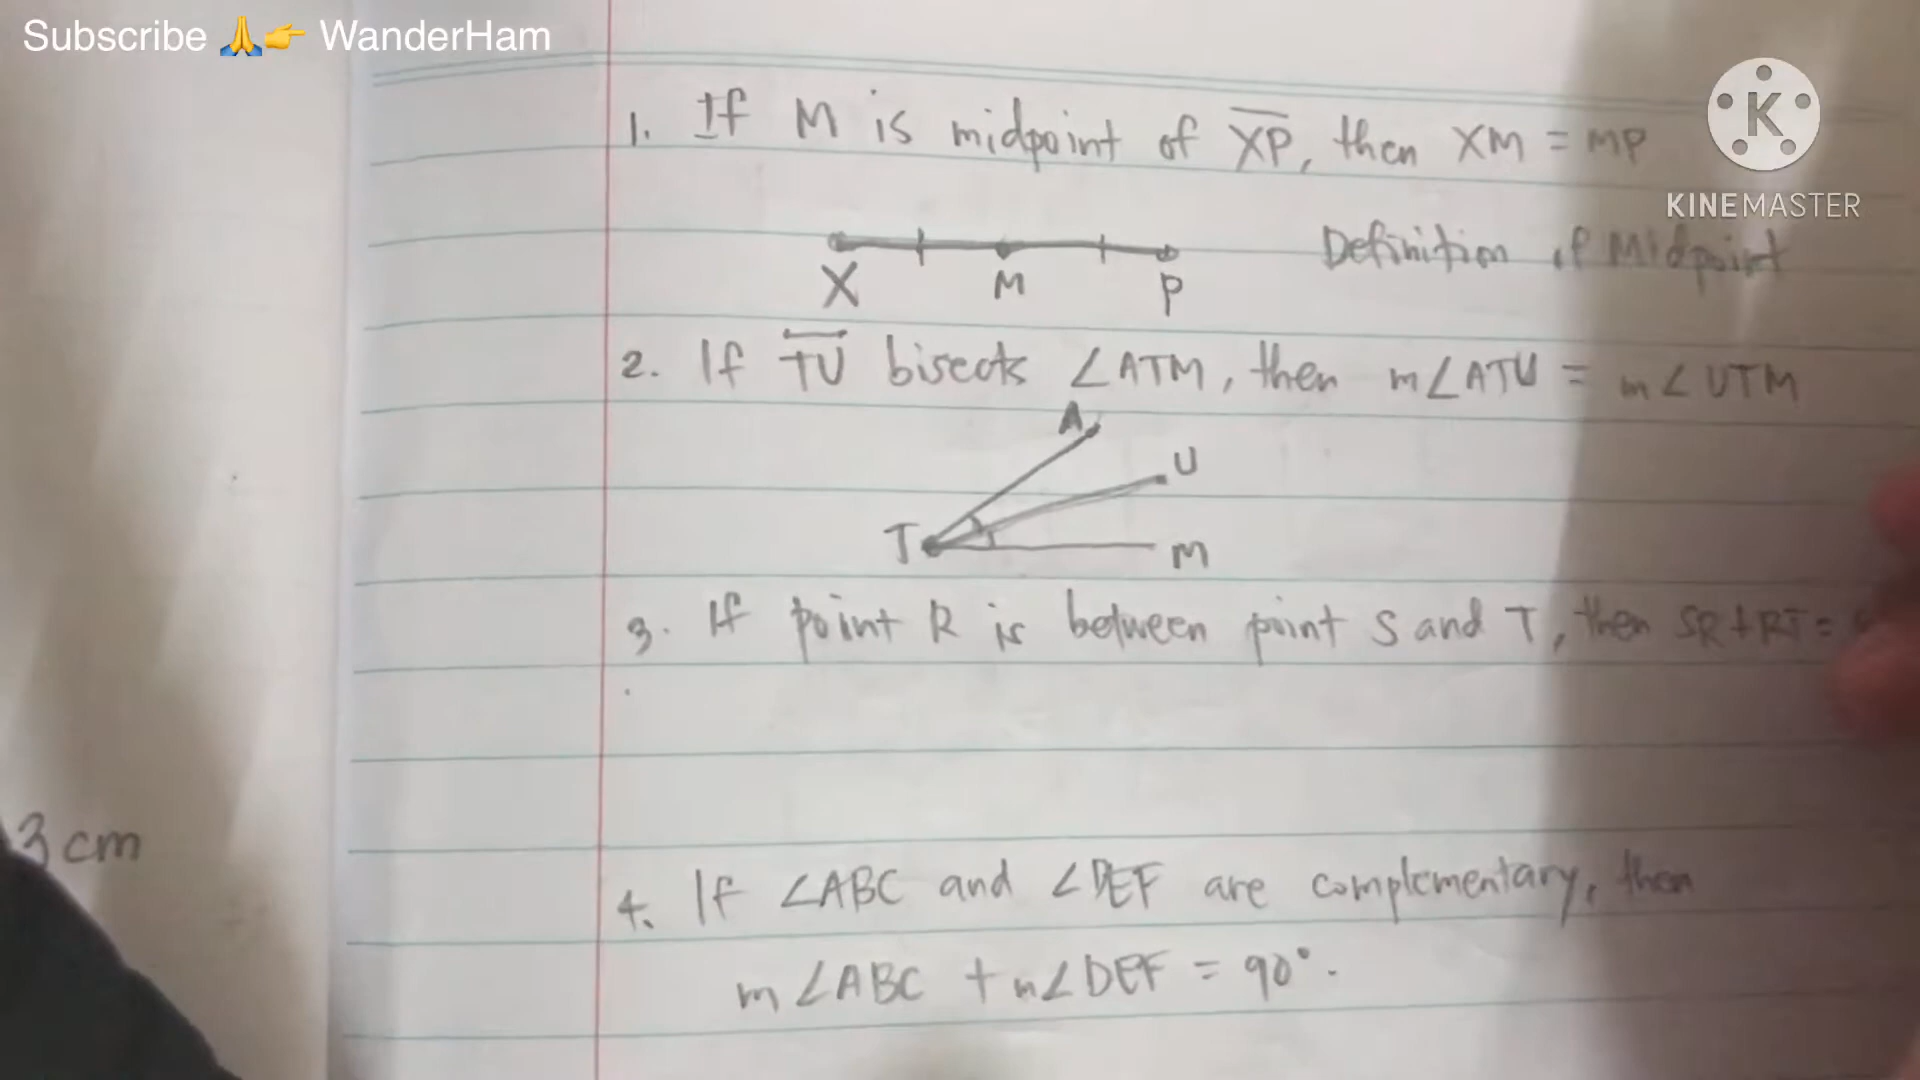 Subscribe 🙏👉 WanderHam
KINEMASTER
1. If M is midpoint of XP, then XM = MP
X M P
Definition of Midpoint
2. If TU bisects ∠ATM, then m∠ATU = m∠UTM
A
U
T
M
3. If point R is between point S and T, then SR + RT =
3 cm
4. If ∠ABC and ∠DEF are complementary, then
m∠ABC + m∠DEF = 90°.